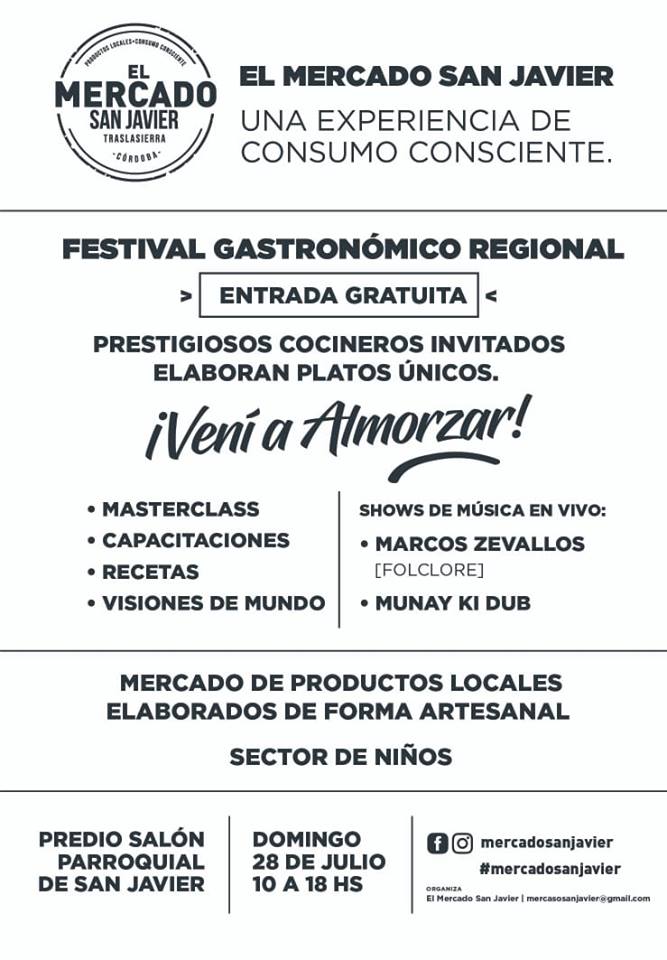 PRODUCTOS LOCALES•CONSUMO CONSCIENTE
EL
MERCADO
SAN JAVIER
TRASLASIERRA
-CÓRDOBA-
EL MERCADO SAN JAVIER
UNA EXPERIENCIA DE
CONSUMO CONSCIENTE.
FESTIVAL GASTRONÓMICO REGIONAL
> ENTRADA GRATUITA <
PRESTIGIOSOS COCINEROS INVITADOS
ELABORAN PLATOS ÚNICOS.
¡Vení a Almorzar!
• MASTERCLASS
• CAPACITACIONES
• RECETAS
• VISIONES DE MUNDO
SHOWS DE MÚSICA EN VIVO:
• MARCOS ZEVALLOS
[FOLCLORE]
• MUNAY KI DUB
MERCADO DE PRODUCTOS LOCALES
ELABORADOS DE FORMA ARTESANAL
SECTOR DE NIÑOS
PREDIO SALÓN
PARROQUIAL
DE SAN JAVIER
DOMINGO
28 DE JULIO
10 A 18 HS
mercadosanjavier
#mercadosanjavier
ORGANIZA
El Mercado San Javier | mercasosanjavier@gmail.com